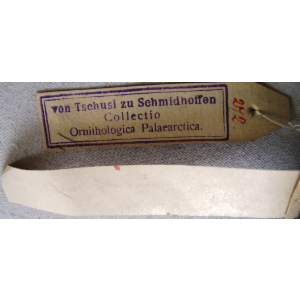 von Tschusi zu Schmidhoffen
Collectio
Ornithologica Palaearctica.